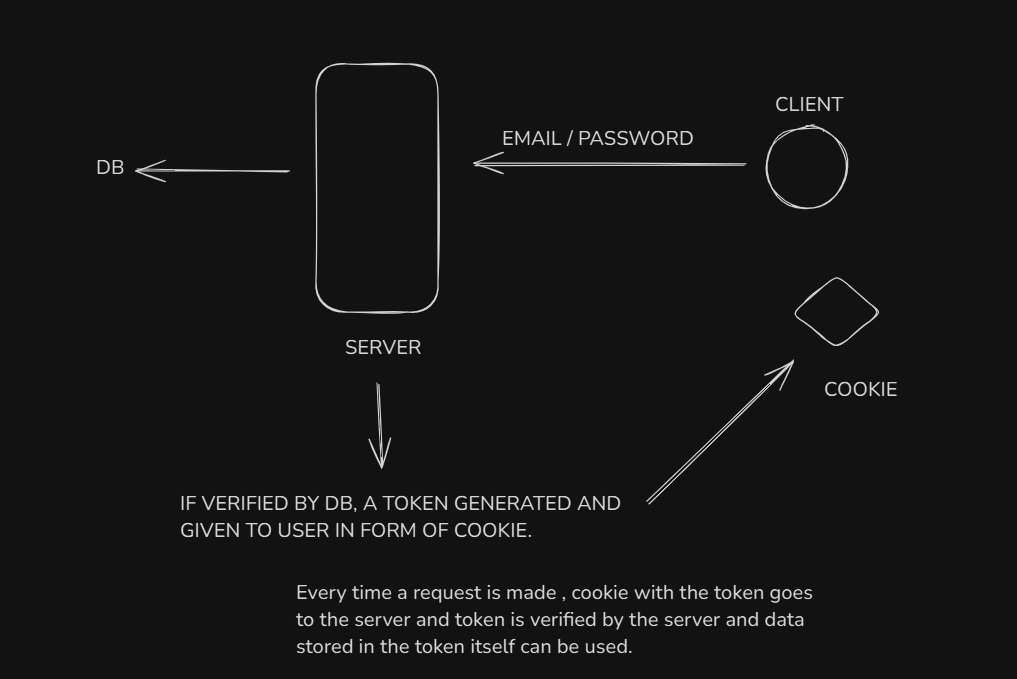 CLIENT
EMAIL / PASSWORD
DB
SERVER
COOKIE
IF VERIFIED BY DB, A TOKEN GENERATED AND
GIVEN TO USER IN FORM OF COOKIE.
Every time a request is made , cookie with the token goes
to the server and token is verified by the server and data
stored in the token itself can be used.